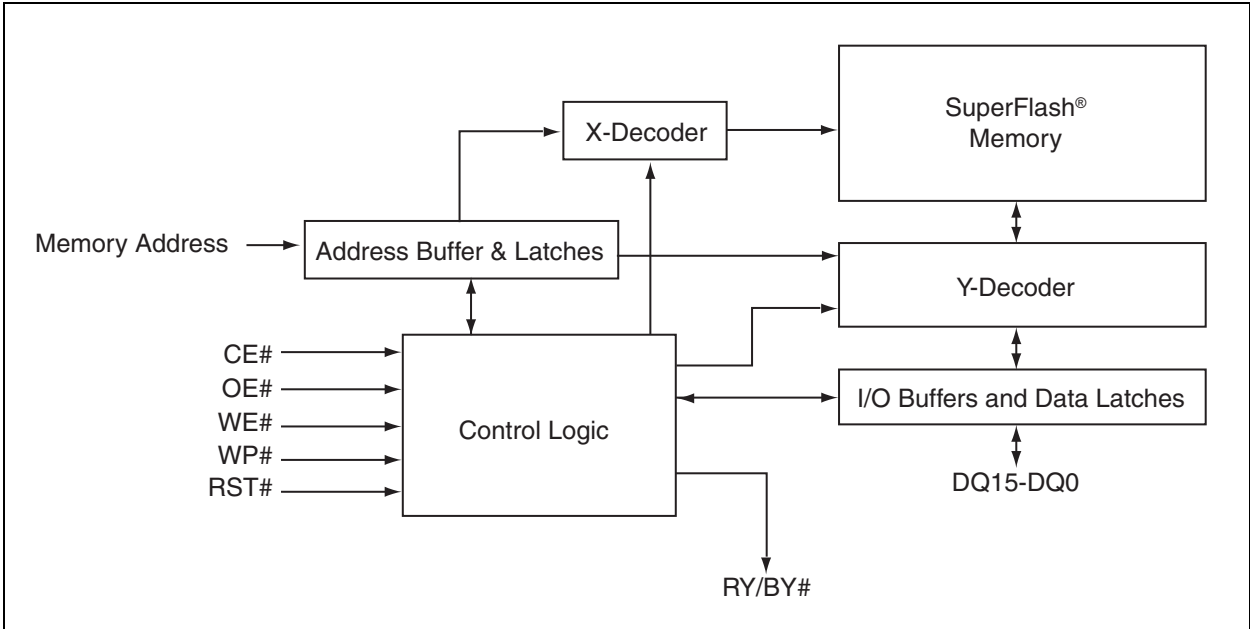 SuperFlash®
Memory
X-Decoder
Memory Address
Address Buffer & Latches
Y-Decoder
CE#
OE#
WE#
WP#
RST#
Control Logic
I/O Buffers and Data Latches
DQ15-DQ0
RY/BY#